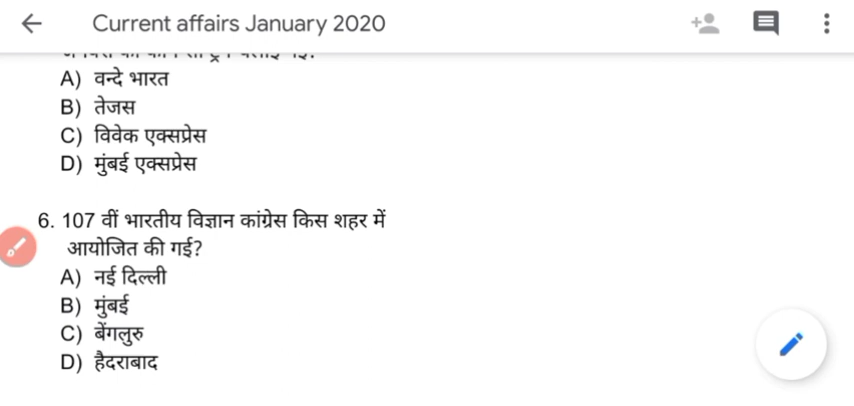 Current affairs January 2020
A) वन्दे भारत
B) तेजस
C) विवेक एक्सप्रेस
D) मुंबई एक्सप्रेस
6. 107 वीं भारतीय विज्ञान कांग्रेस किस शहर में
आयोजित की गई?
A) नई दिल्ली
B) मुंबई
C) बेंगलुरु
D) हैदराबाद